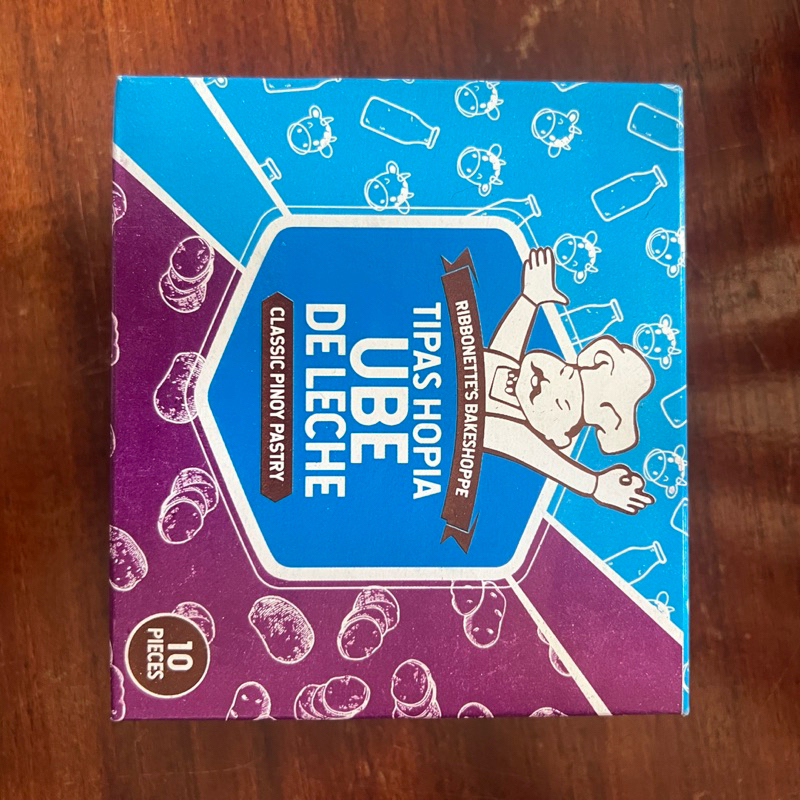 RIBBONETTE'S BAKESHOPPE
TIPAS HOPIA
UBE
DE LECHE
CLASSIC PINOY PASTRY
10
PIECES